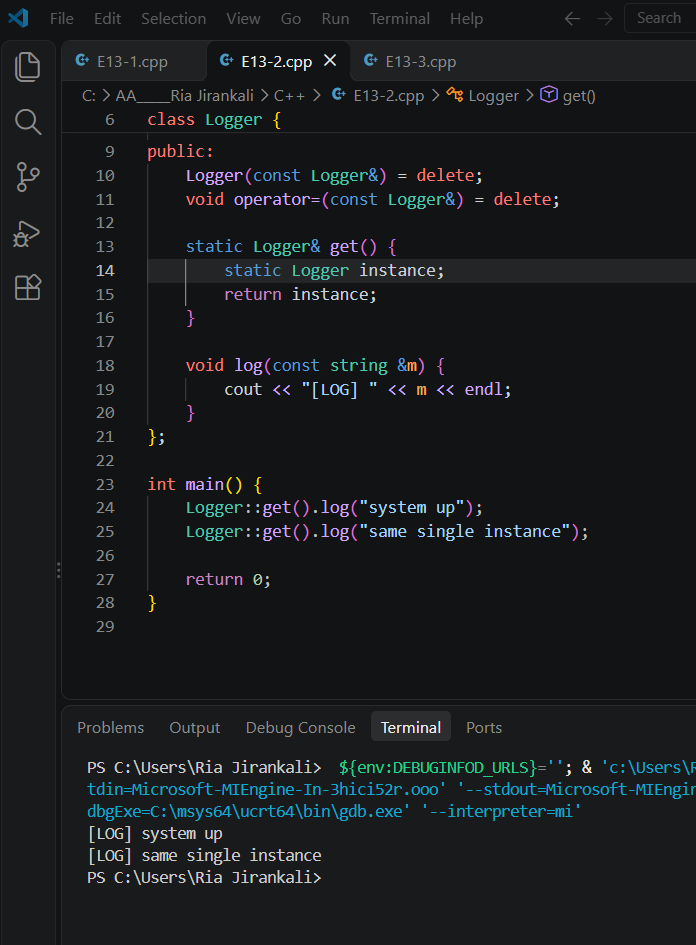 File Edit Selection View Go Run Terminal Help Search
E13-1.cpp E13-2.cpp E13-3.cpp
C: > AA____Ria Jirankali > C++ > E13-2.cpp > Logger > get()
6 class Logger {
9 public:
10 Logger(const Logger&) = delete;
11 void operator=(const Logger&) = delete;
12
13 static Logger& get() {
14 static Logger instance;
15 return instance;
16 }
17
18 void log(const string &m) {
19 cout << "[LOG] " << m << endl;
20 }
21 };
22
23 int main() {
24 Logger::get().log("system up");
25 Logger::get().log("same single instance");
26
27 return 0;
28 }
29
Problems Output Debug Console Terminal Ports
PS C:\Users\Ria Jirankali>  ${env:DEBUGINFOD_URLS}=''; & 'c:\Users\R
tdin=Microsoft-MIEngine-In-3hici52r.ooo' '--stdout=Microsoft-MIEngin
dbgExe=C:\msys64\ucrt64\bin\gdb.exe' '--interpreter=mi'
[LOG] system up
[LOG] same single instance
PS C:\Users\Ria Jirankali>